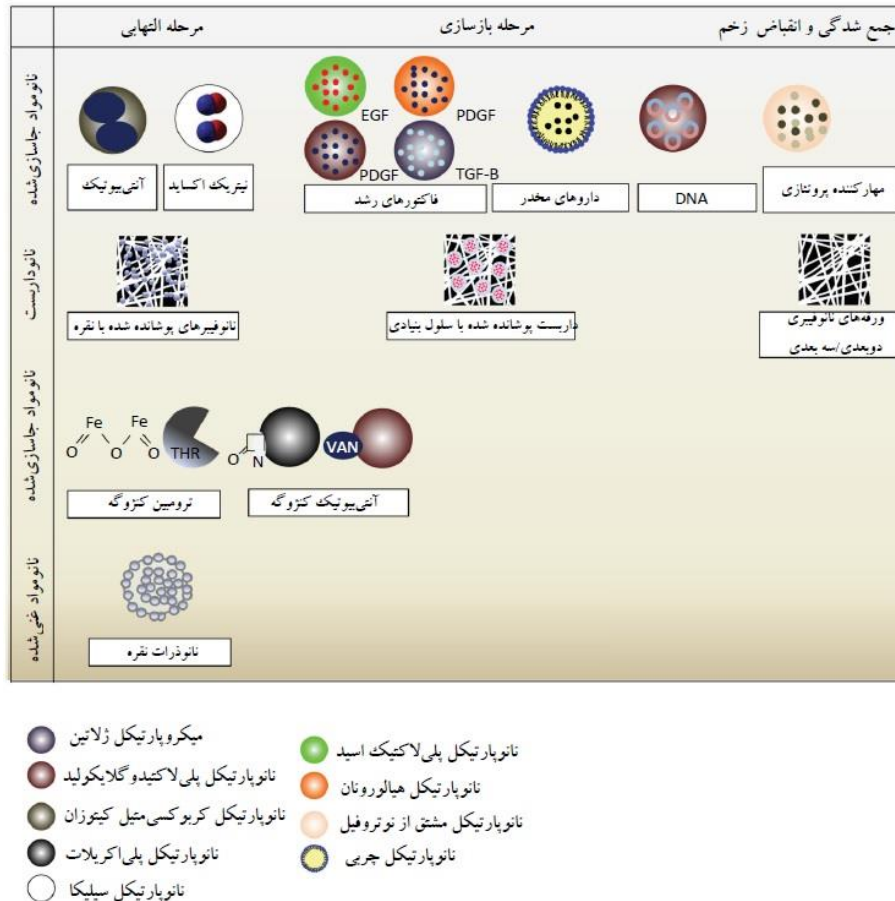 مرحله التهابی
مرحله بازسازی
جمع شدگی و انقباض زخم
نانومواد جاسازی‌شده
EGF
PDGF
PDGF
TGF-B
آنتی‌بیوتیک
نیتریک اکساید
فاکتورهای رشد
داروهای مخدر
DNA
مهارکننده پروتئازی
نانوداربست
نانوفیبرهای پوشانده شده با نقره
داربست پوشانده شده با سلول بنیادی
ورقه‌های نانوفیبری
دوبعدی/سه بعدی
نانومواد جاسازی‌شده
Fe Fe
O O O
THR
O N
VAN
ترومبین کنژوگه
آنتی‌بیوتیک کنژوگه
نانومواد غنی‌شده
نانوذرات نقره
میکروپارتیکل ژلاتین
نانوپارتیکل پلی‌لاکتیدوگلایکولید
نانوپارتیکل کربوکسی‌متیل کیتوزان
نانوپارتیکل پلی‌اکریلات
نانوپارتیکل سیلیکا
نانوپارتیکل پلی‌لاکتیک اسید
نانوپارتیکل هیالورونان
نانوپارتیکل مشتق از نوتروفیل
نانوپارتیکل چربی